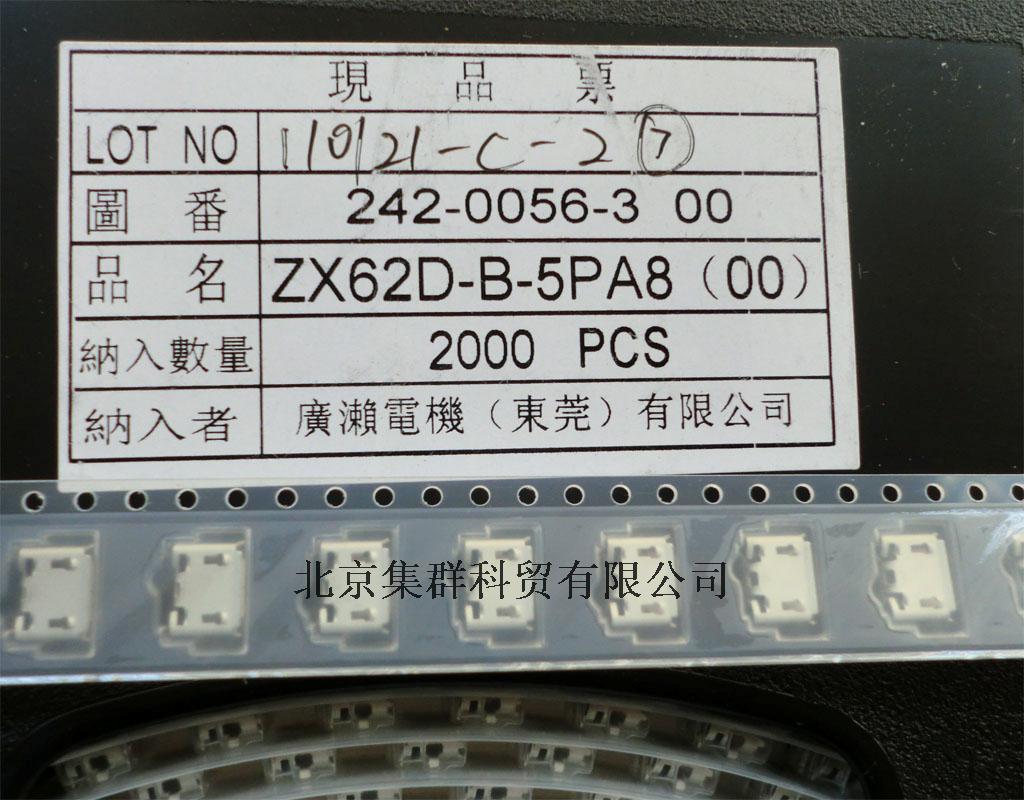 現品票
LOT NO 110121-C-2 7
圖番 242-0056-3 00
品名 ZX62D-B-5PA8（00）
納入數量 2000 PCS
納入者 廣瀨電機（東莞）有限公司
北京集群科贸有限公司